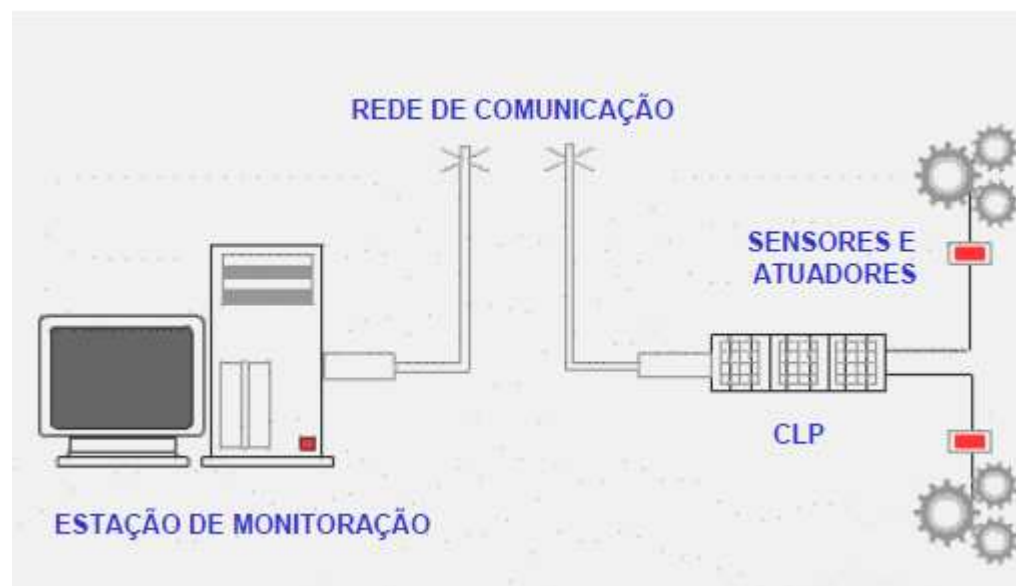 REDE DE COMUNICAÇÃO
SENSORES E
ATUADORES
CLP
ESTAÇÃO DE MONITORAÇÃO